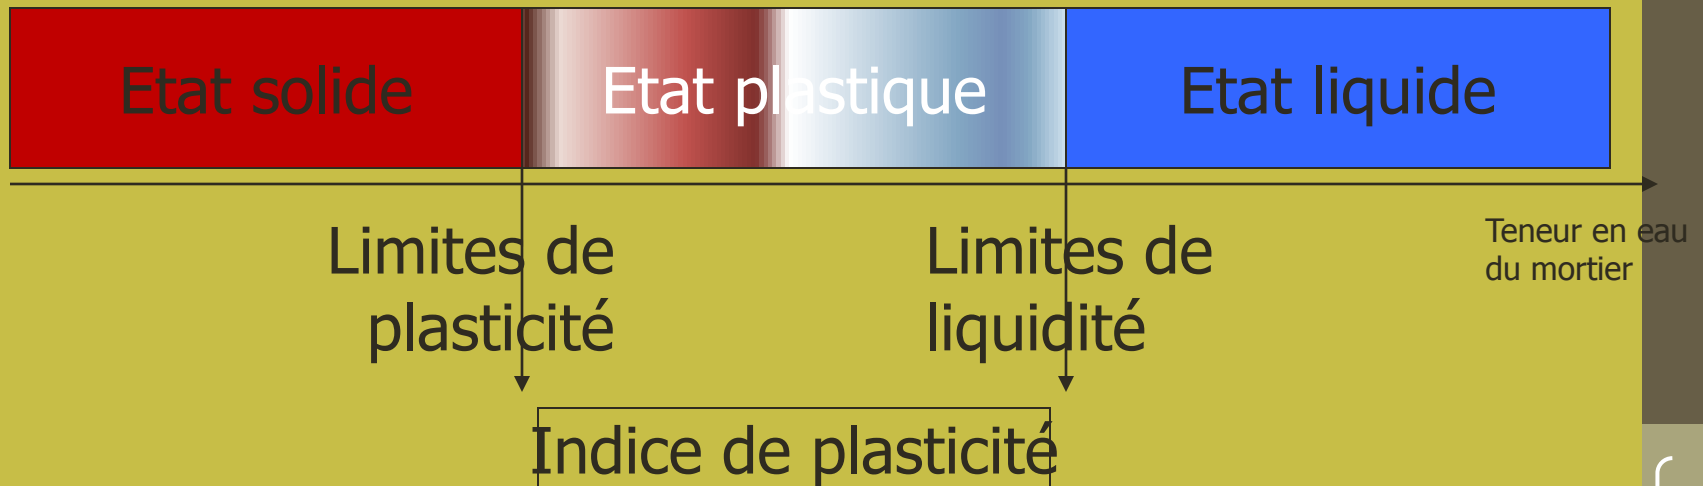 Etat solide
Etat plastique
Etat liquide
Limites de
plasticité
Limites de
liquidité
Teneur en eau
du mortier
Indice de plasticité